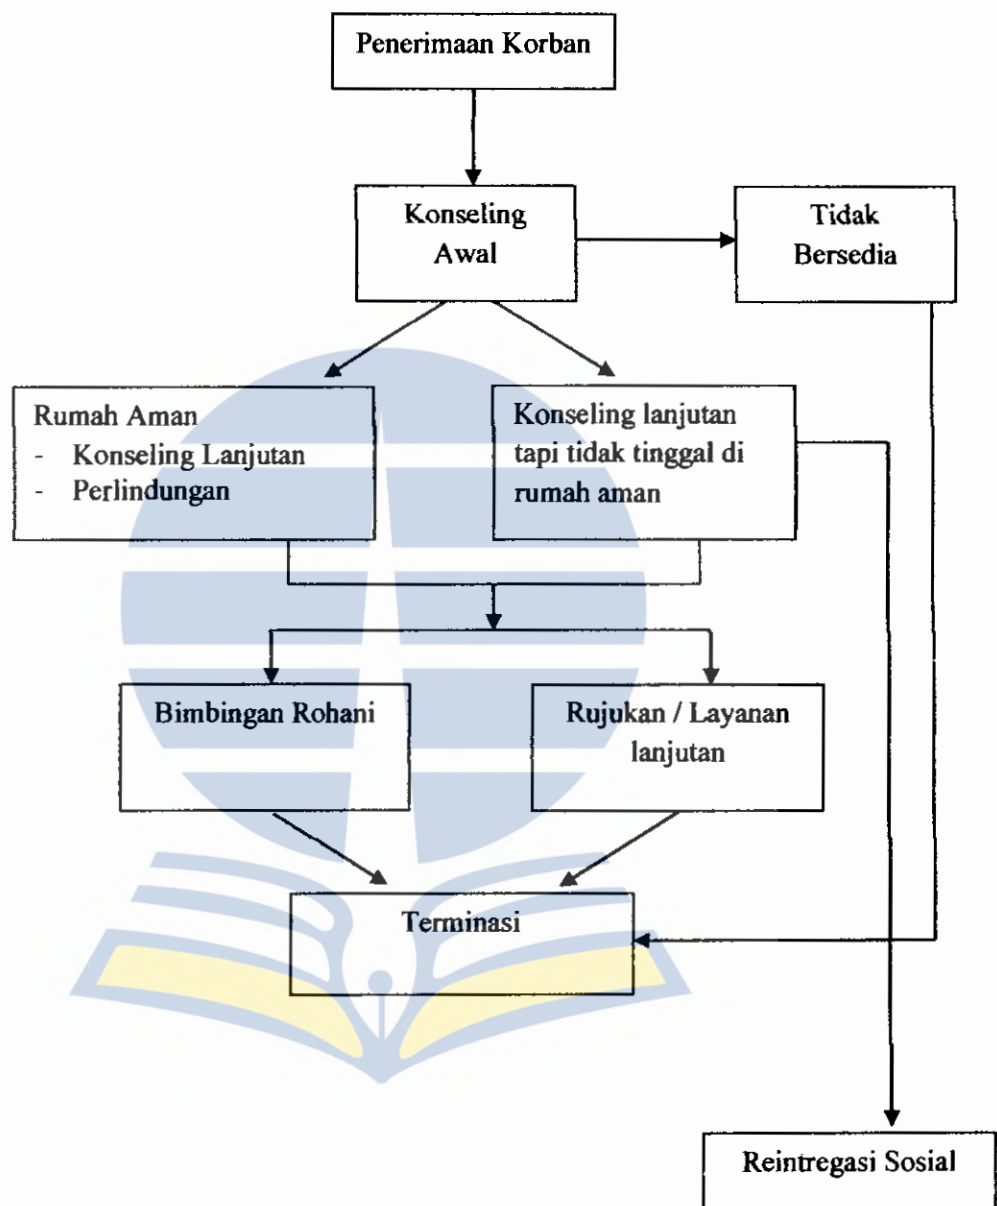 Penerimaan Korban
Konseling
Awal
Tidak
Bersedia
Rumah Aman
- Konseling Lanjutan
- Perlindungan
Konseling lanjutan
tapi tidak tinggal di
rumah aman
Bimbingan Rohani
Rujukan / Layanan
lanjutan
Terminasi
Reintregasi Sosial